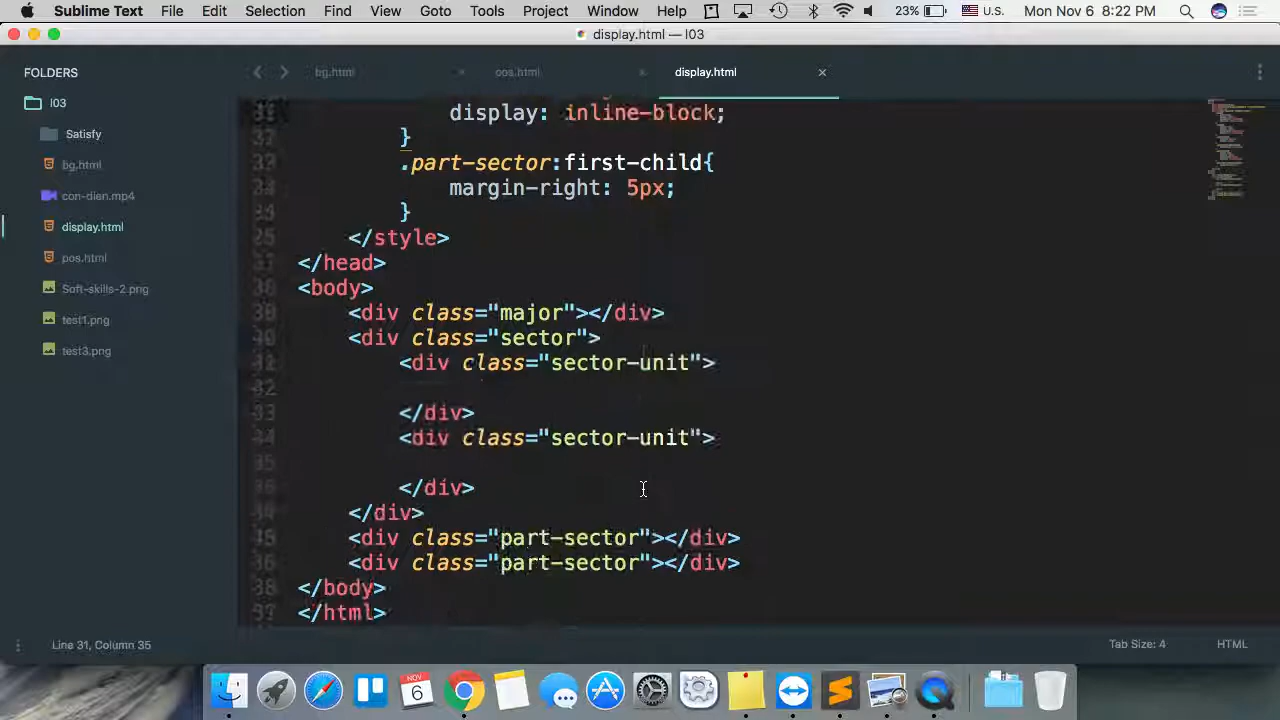 Sublime Text File Edit Selection Find View Goto Tools Project Window Help 23% U.S. Mon Nov 6 8:22 PM
display.html — l03
FOLDERS
l03
Satisfy
bg.html
con-dien.mp4
display.html
pos.html
Soft-skills-2.png
test1.png
test3.png
bg.html pos.html display.html
display: inline-block;
}
.part-sector:first-child{
margin-right: 5px;
}
</style>
</head>
<body>
<div class="major"></div>
<div class="sector">
<div class="sector-unit">
</div>
<div class="sector-unit">
</div>
</div>
<div class="part-sector"></div>
<div class="part-sector"></div>
</body>
</html>
Line 31, Column 35 Tab Size: 4 HTML
NOV
6